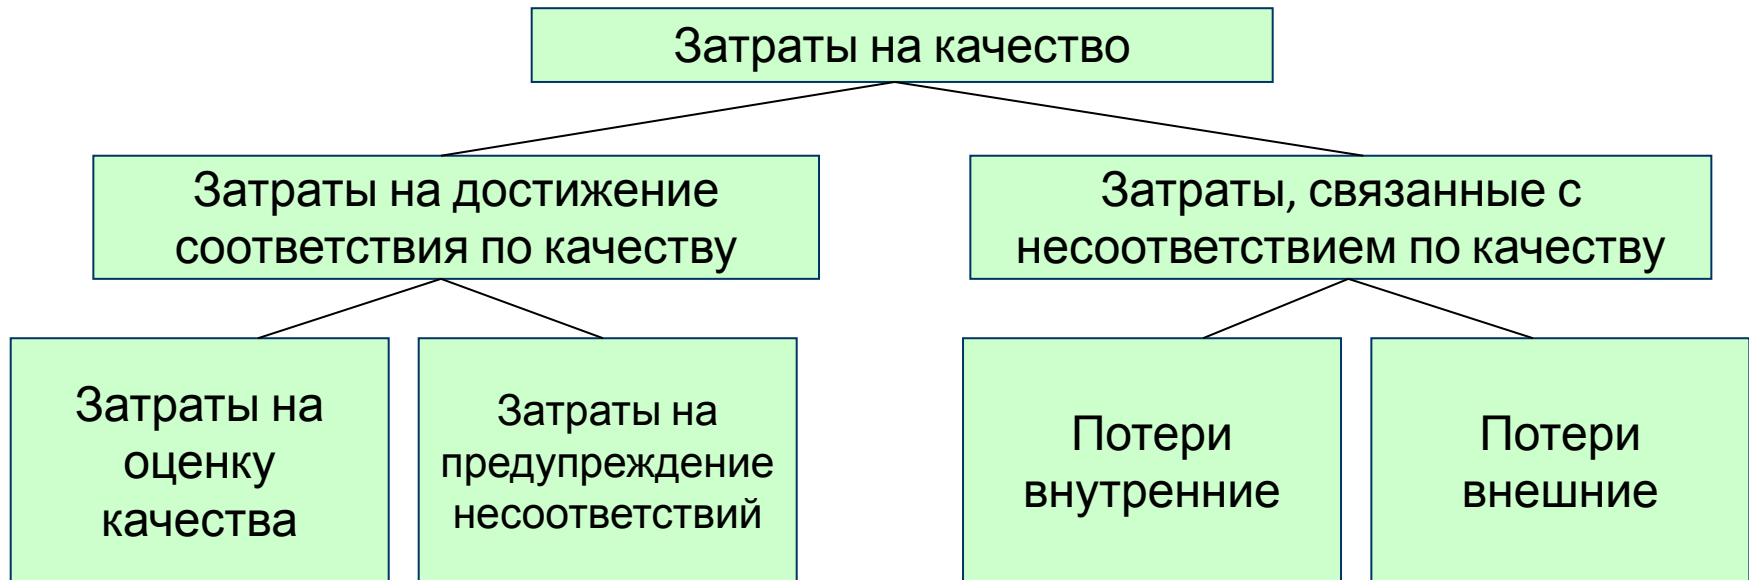 Затраты на качество
Затраты на достижение
соответствия по качеству
Затраты, связанные с
несоответствием по качеству
Затраты на
оценку
качества
Затраты на
предупреждение
несоответствий
Потери
внутренние
Потери
внешние